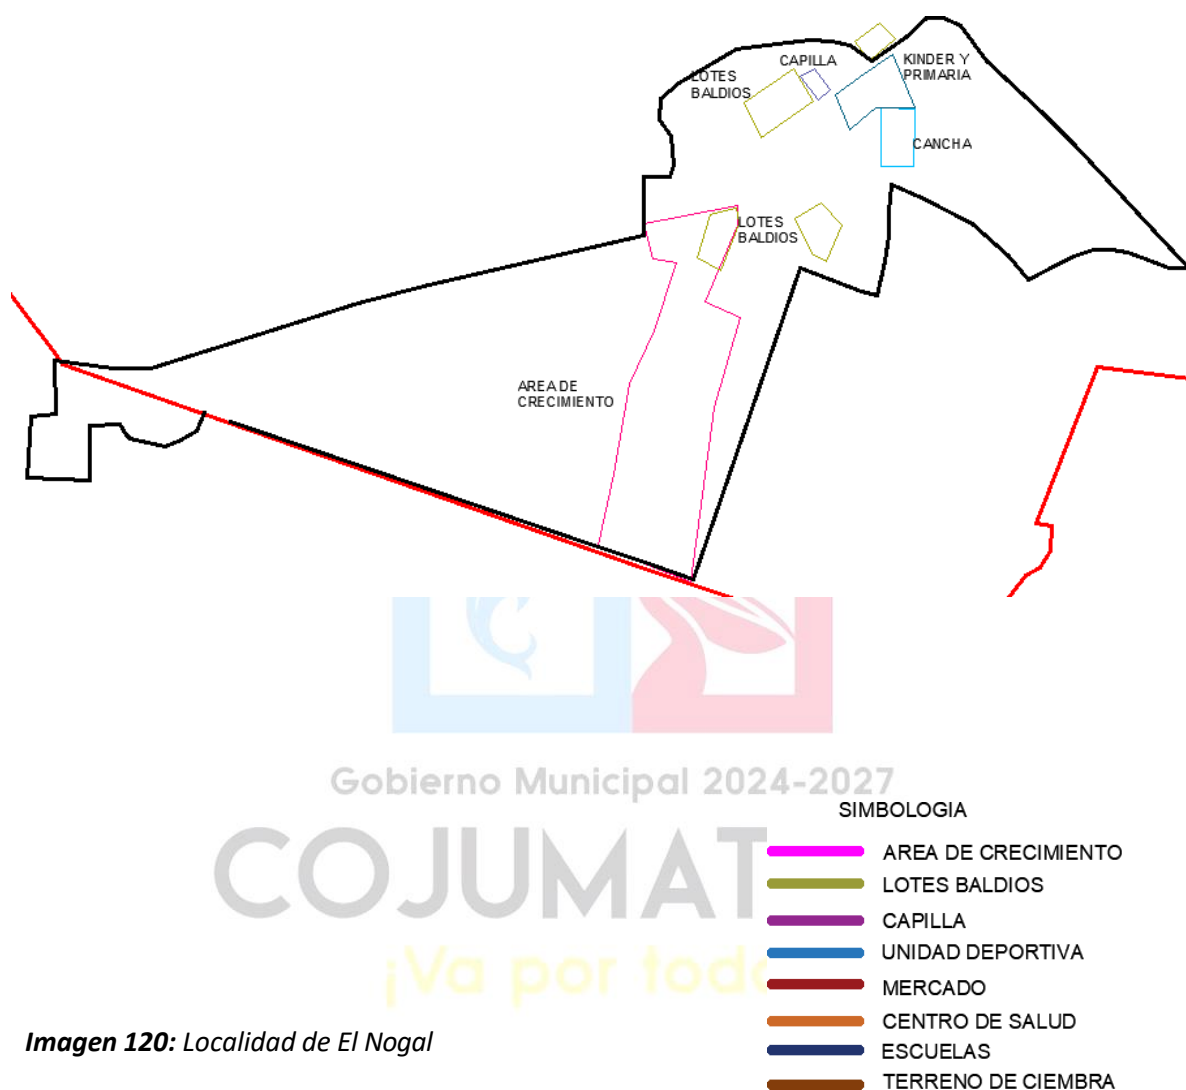 CAPILLA
KINDER Y
PRIMARIA
LOTES
BALDIOS
CANCHA
LOTES
BALDIOS
AREA DE
CRECIMIENTO
Gobierno Municipal 2024-2027
COJUMAT
¡Va por tod
SIMBOLOGIA
AREA DE CRECIMIENTO
LOTES BALDIOS
CAPILLA
UNIDAD DEPORTIVA
MERCADO
CENTRO DE SALUD
ESCUELAS
TERRENO DE CIEMBRA
Imagen 120: Localidad de El Nogal